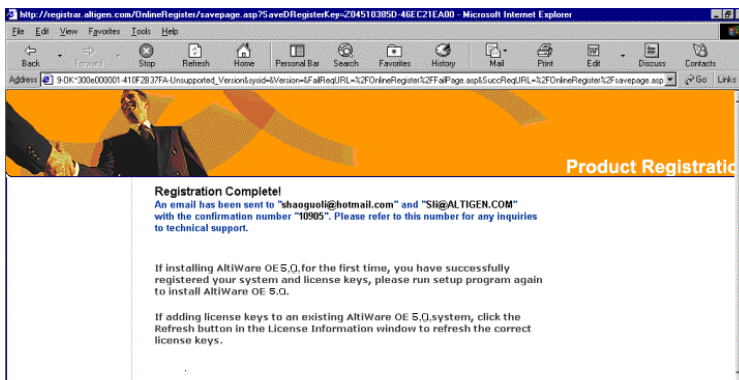 http://registrar.altigen.com/OnlineRegister/savepage.asp?SaveDRegisterKey=Z04510385D-46EC21EA00 - Microsoft Internet Explorer
File Edit View Favorites Tools Help
Back Forward Stop Refresh Home Personal Bar Search Favorites History Mail Print Edit Discuss Contacts
Address 9-DK*300e000001-410F2B37FA-Unsupported_Version&sysid=&Version=&FailReqURL=%2FOnlineRegister%2FFailPage.asp&SuccReqURL=%2FOnlineRegister%2Fsavepage.asp Go Links
Product Registratio
Registration Complete!
An email has been sent to "shaoguoli@hotmail.com" and "Sli@ALTIGEN.COM"
with the confirmation number "10905". Please refer to this number for any inquiries
to technical support.
If installing AltiWare OE 5.0,for the first time, you have successfully
registered your system and license keys, please run setup program again
to install AltiWare OE 5.0.
If adding license keys to an existing AltiWare OE 5.0,system, click the
Refresh button in the License Information window to refresh the correct
license keys.